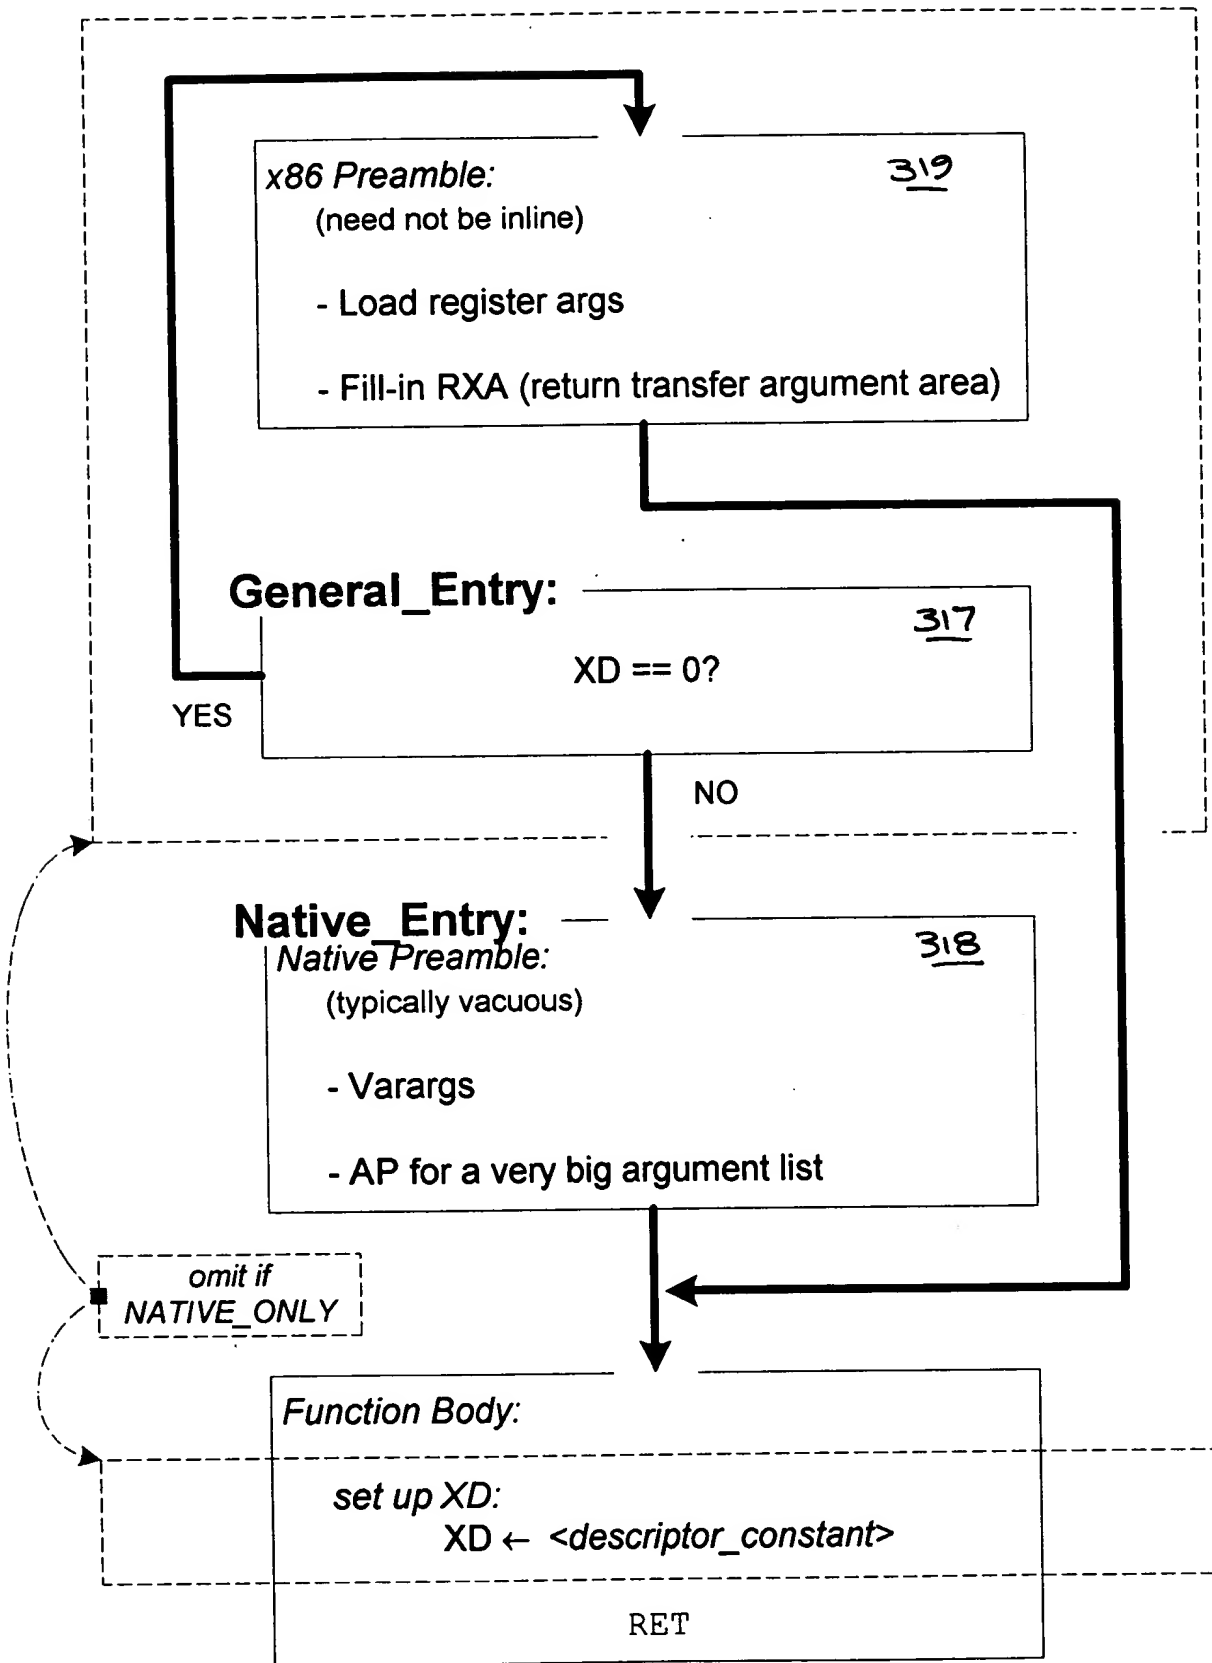 x86 Preamble: 319
(need not be inline)
- Load register args
- Fill-in RXA (return transfer argument area)
General_Entry:
317
XD == 0?
YES
NO
Native_Entry:
Native Preamble: 318
(typically vacuous)
- Varargs
- AP for a very big argument list
omit if
NATIVE_ONLY
Function Body:
set up XD:
XD ← <descriptor_constant>
RET